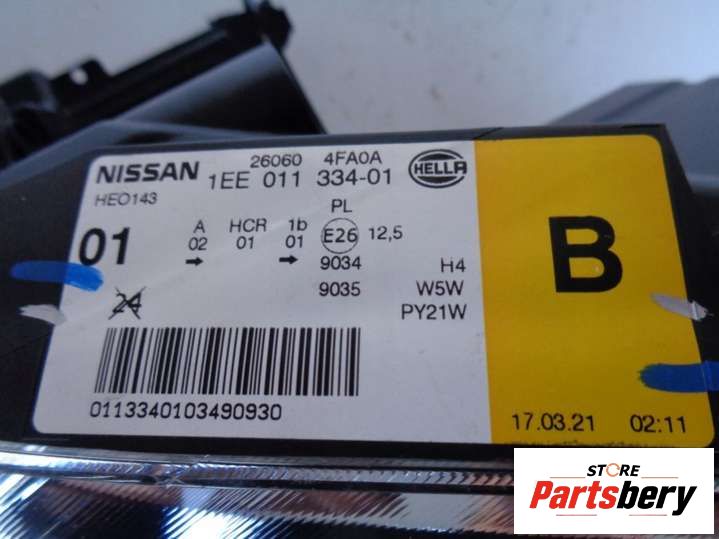 26060 4FA0A
NISSAN 1EE 011 334-01 HELLA
HEO143
PL
A HCR 1b
01 02 01 01 E26 12,5
9034 H4
9035 W5W
24 PY21W
B
0113340103490930
17.03.21 02:11
STORE
Partsbery